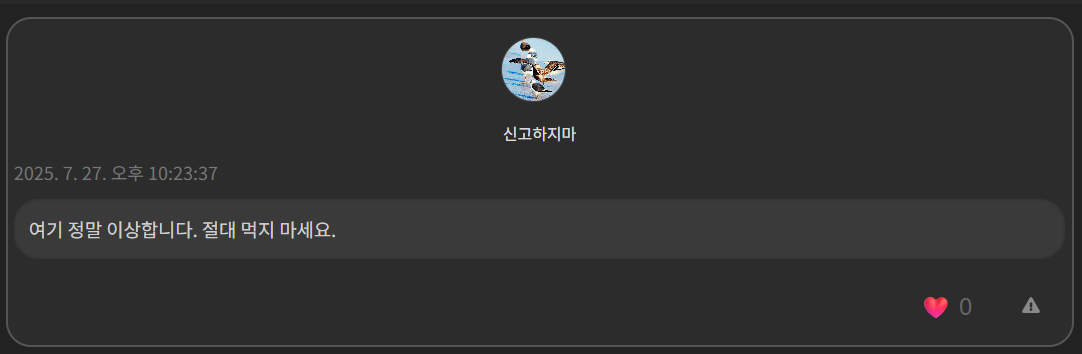 신고하지마
2025. 7. 27. 오후 10:23:37
여기 정말 이상합니다. 절대 먹지 마세요.
0